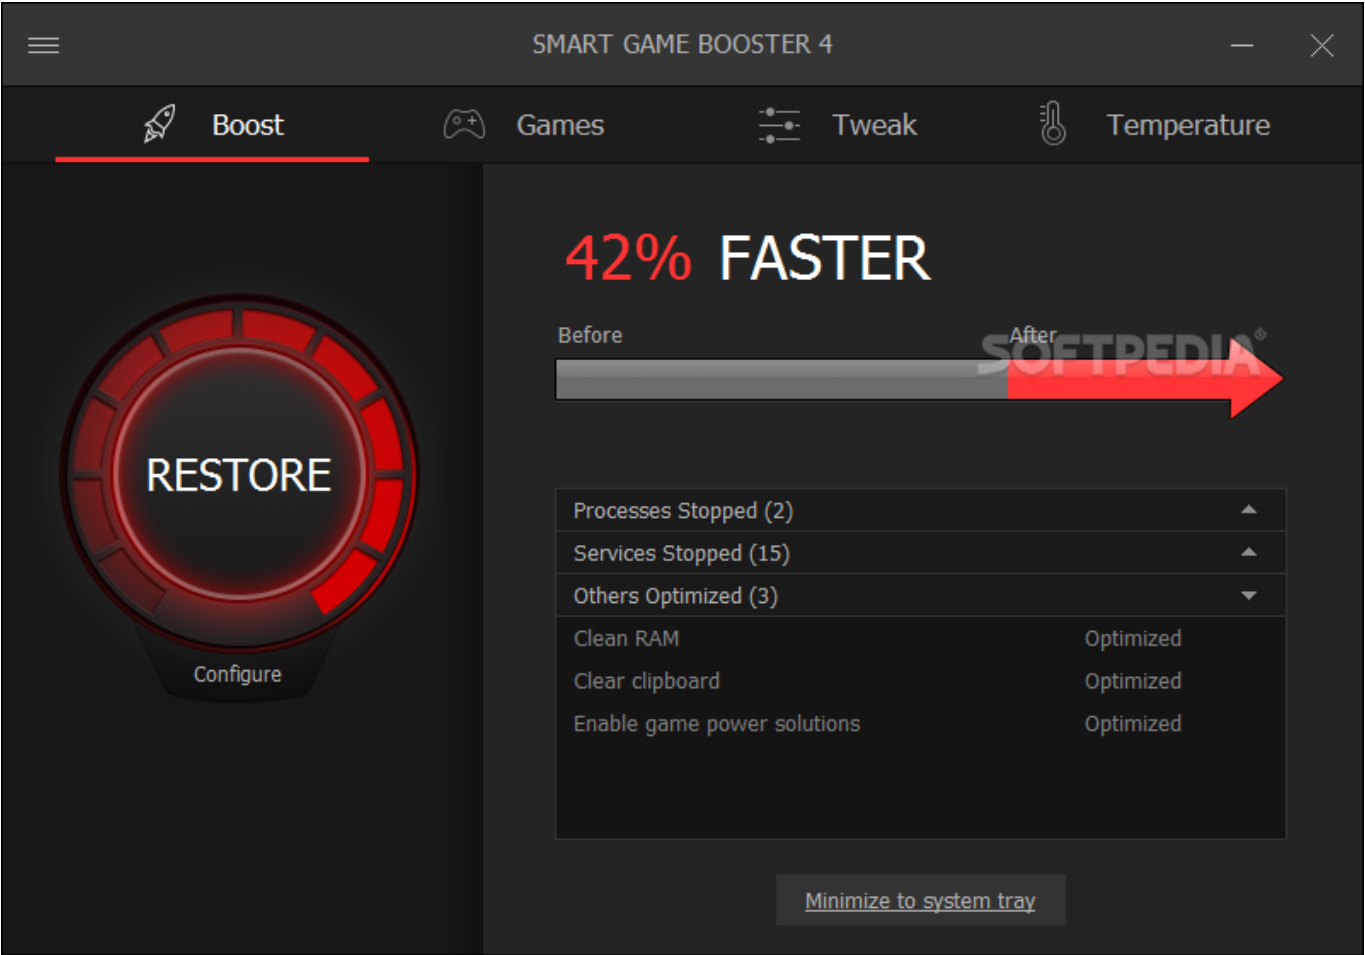 SMART GAME BOOSTER 4
Boost
Games
Tweak
Temperature
42% FASTER
Before
After
SOFTPEDIA®
RESTORE
Configure
Processes Stopped (2)
Services Stopped (15)
Others Optimized (3)
Clean RAM Optimized
Clear clipboard Optimized
Enable game power solutions Optimized
Minimize to system tray